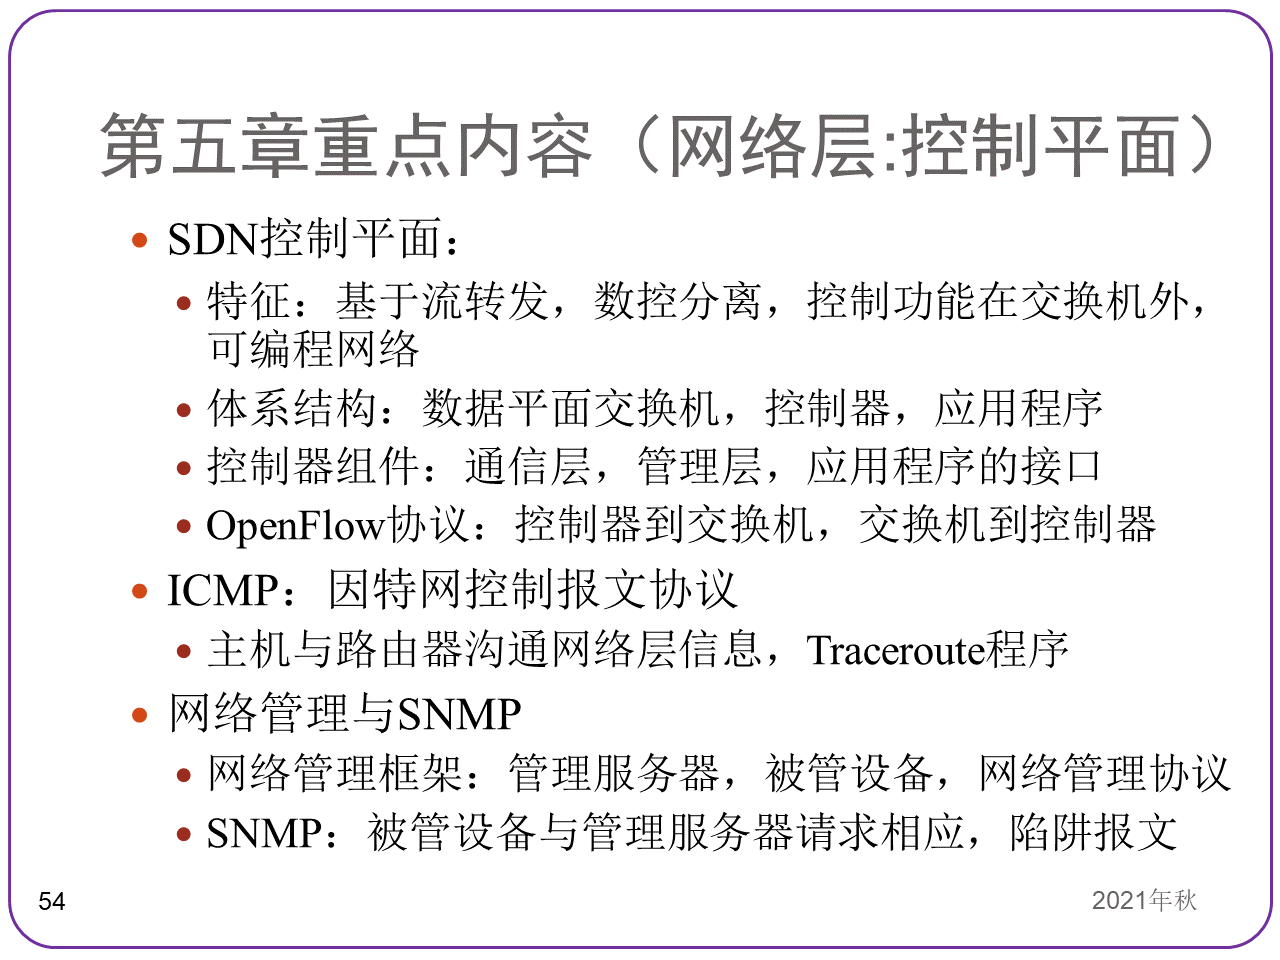 第五章重点内容（网络层:控制平面）
SDN控制平面：
特征：基于流转发，数控分离，控制功能在交换机外，
可编程网络
体系结构：数据平面交换机，控制器，应用程序
控制器组件：通信层，管理层，应用程序的接口
OpenFlow协议：控制器到交换机，交换机到控制器
ICMP：因特网控制报文协议
主机与路由器沟通网络层信息，Traceroute程序
网络管理与SNMP
网络管理框架：管理服务器，被管设备，网络管理协议
SNMP：被管设备与管理服务器请求相应，陷阱报文
54
2021年秋